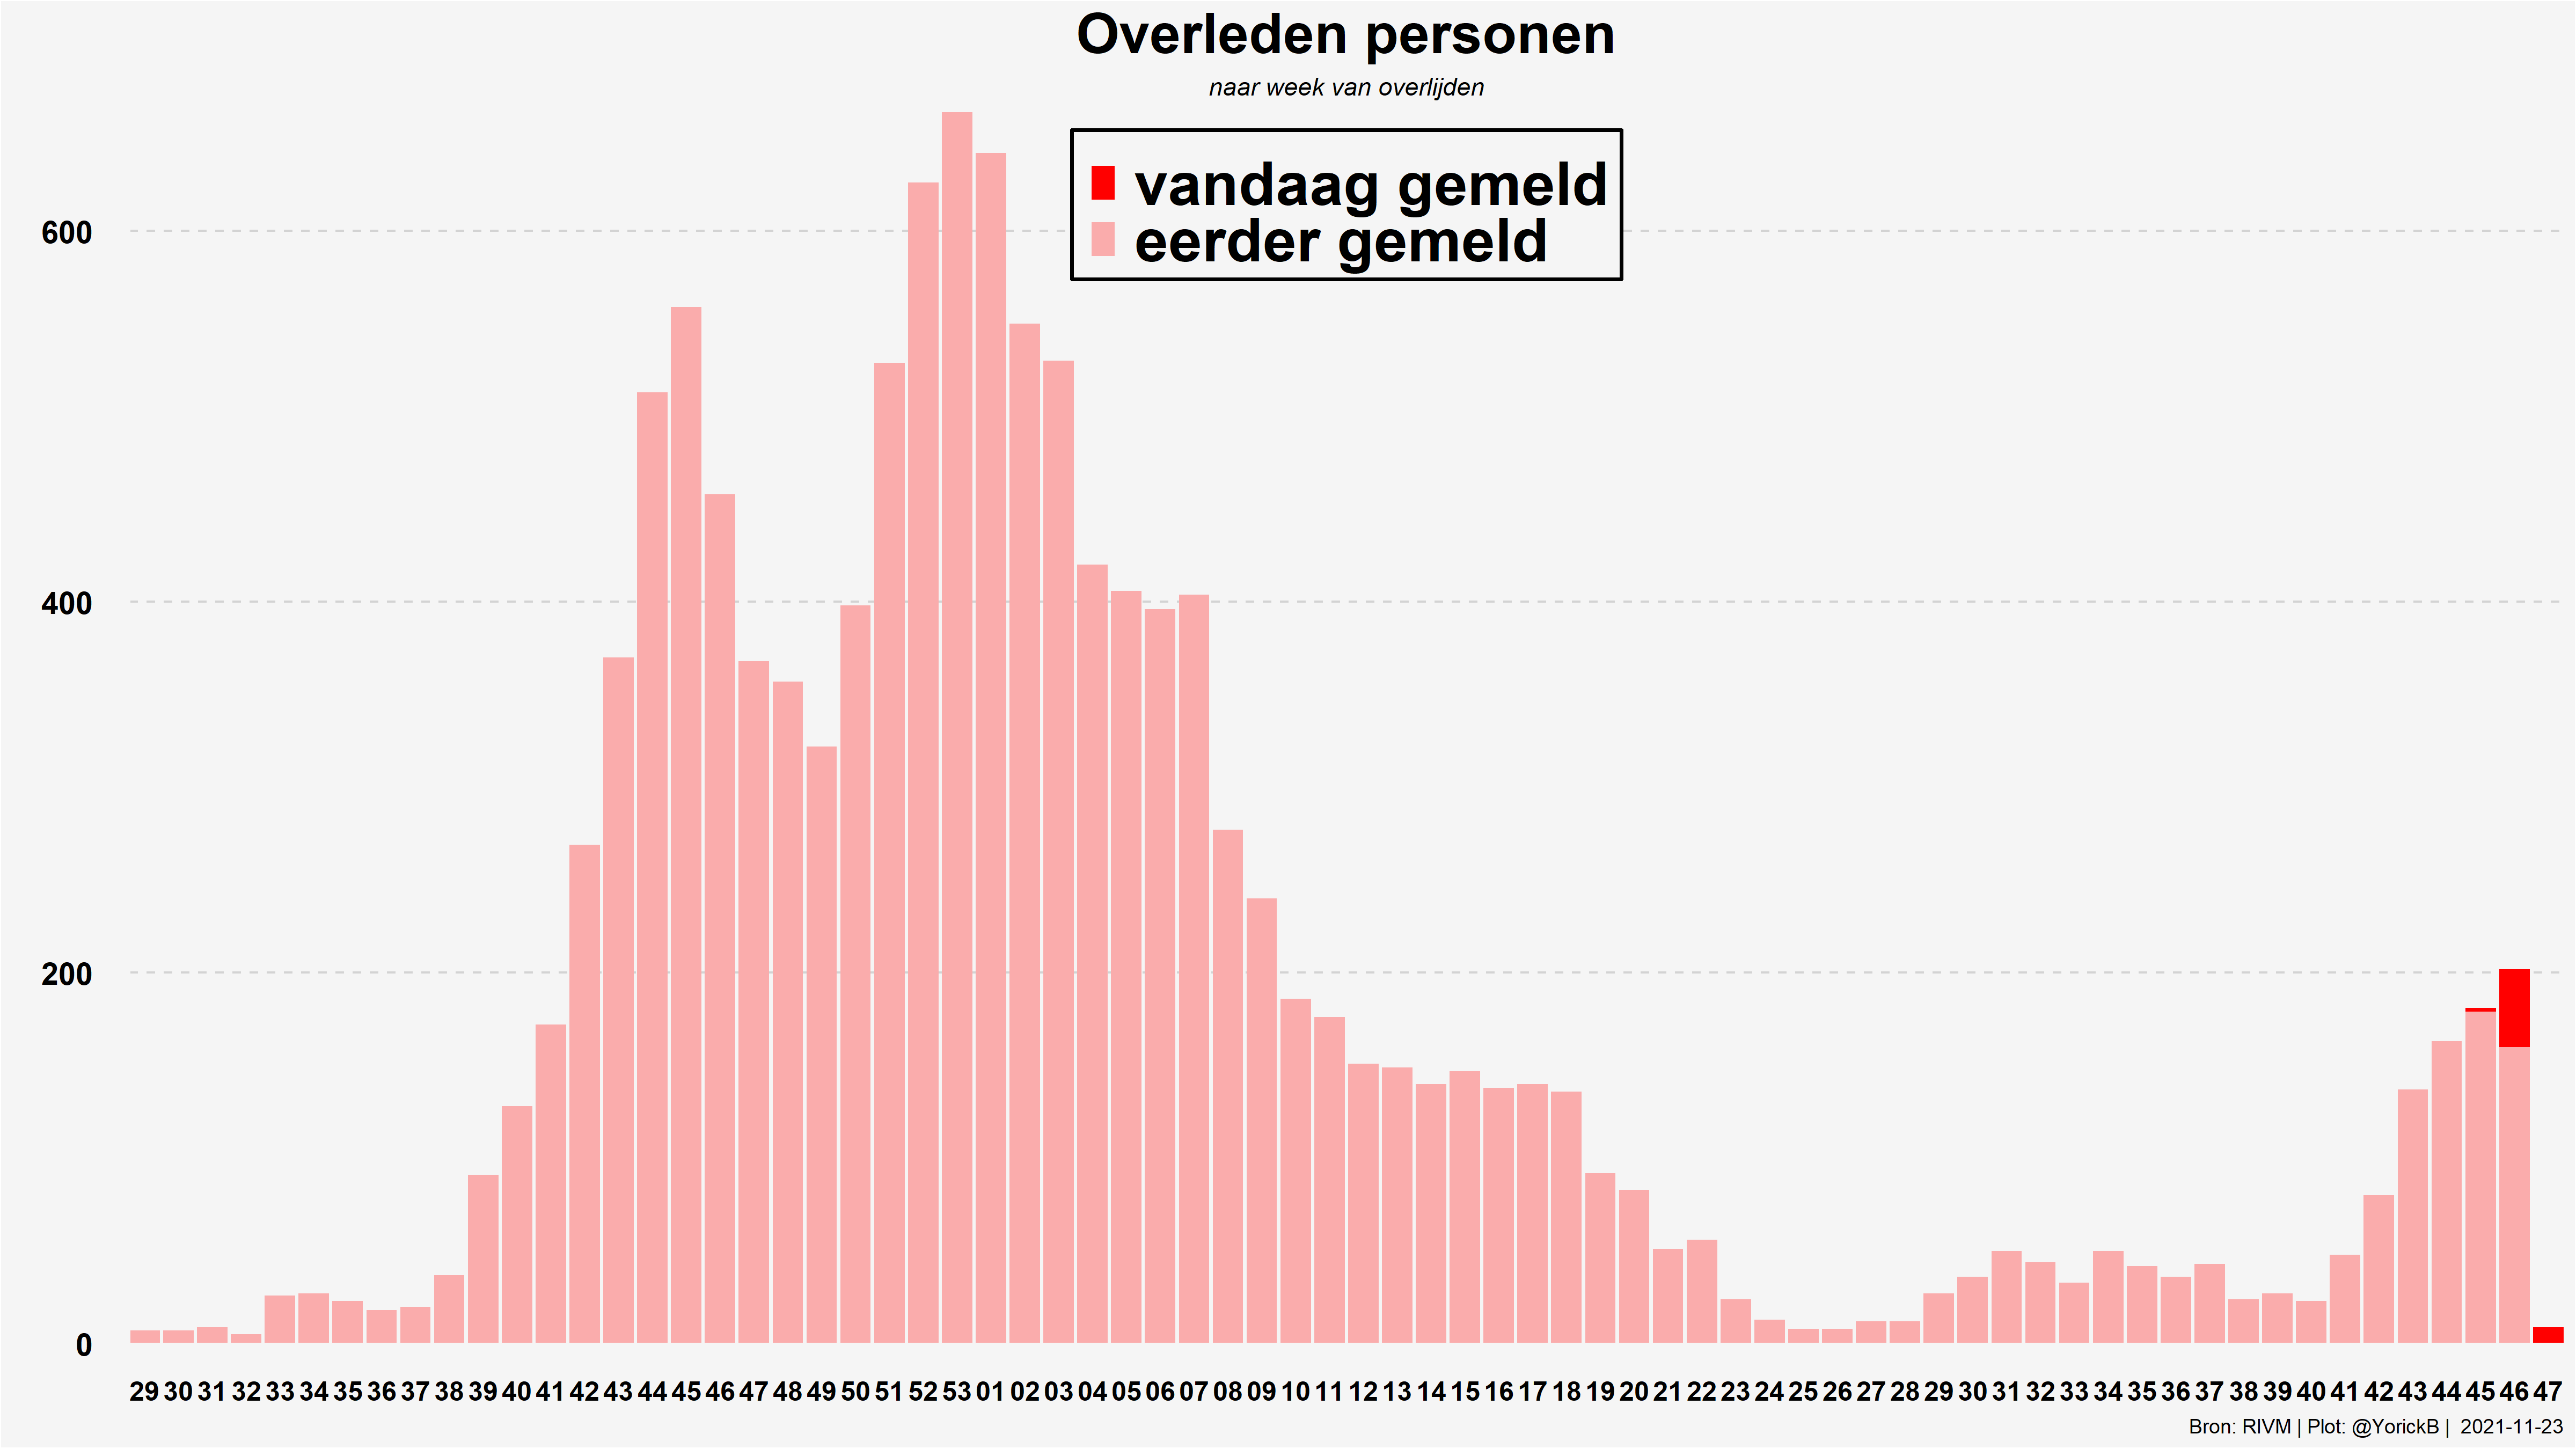 Overleden personen
naar week van overlijden
vandaag gemeld
eerder gemeld
600
400
200
0
29 30 31 32 33 34 35 36 37 38 39 40 41 42 43 44 45 46 47 48 49 50 51 52 53 01 02 03 04 05 06 07 08 09 10 11 12 13 14 15 16 17 18 19 20 21 22 23 24 25 26 27 28 29 30 31 32 33 34 35 36 37 38 39 40 41 42 43 44 45 46 47
Bron: RIVM | Plot: @YorickB | 2021-11-23